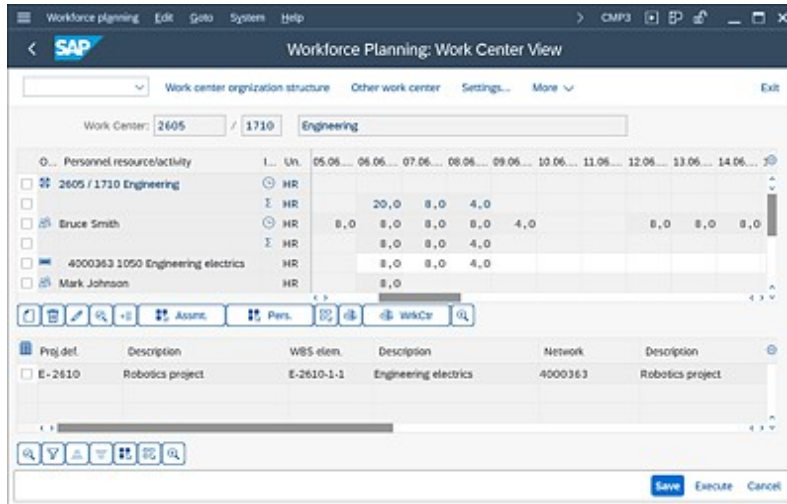 Workforce planning Edit Goto System Help CMP3
SAP Workforce Planning: Work Center View
Work center orgnization structure Other work center Settings... More Exit
Work Center: 2605 / 1710 Engineering
O... Personnel resource/activity I... Un. 05.06.... 06.06.... 07.06.... 08.06.... 09.06.... 10.06.... 11.06.... 12.06.... 13.06.... 14.06....
2605 / 1710 Engineering HR
Σ HR 20,0 8,0 4,0
Bruce Smith HR 8,0 8,0 8,0 8,0 4,0 8,0 8,0 8,0
Σ HR 8,0 8,0 4,0
4000363 1050 Engineering electrics HR 8,0 8,0 4,0
Mark Johnson HR 8,0
Assmt. Pers. WrkCtr
Proj.def. Description WBS elem. Description Network Description
E-2610 Robotics project E-2610-1-1 Engineering electrics 4000363 Robotics project
Save Execute Cancel